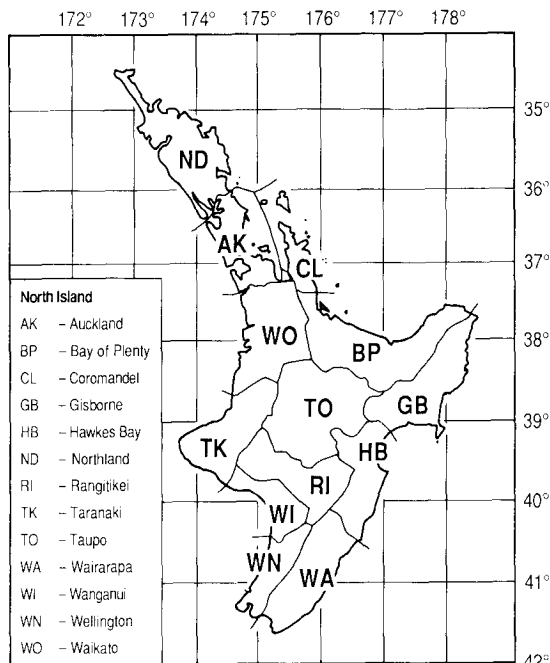 172° 173° 174° 175° 176° 177° 178°
35°
ND
36°
AK
CL
37°
North Island
AK – Auckland
BP – Bay of Plenty
CL – Coromandel
GB – Gisborne
HB – Hawkes Bay
ND – Northland
RI – Rangitikei
TK – Taranaki
TO – Taupo
WA – Wairarapa
WI – Wanganui
WN – Wellington
WO – Waikato
WO
BP
38°
TO
GB
39°
TK
HB
RI
40°
WI
WN
WA
41°
42°